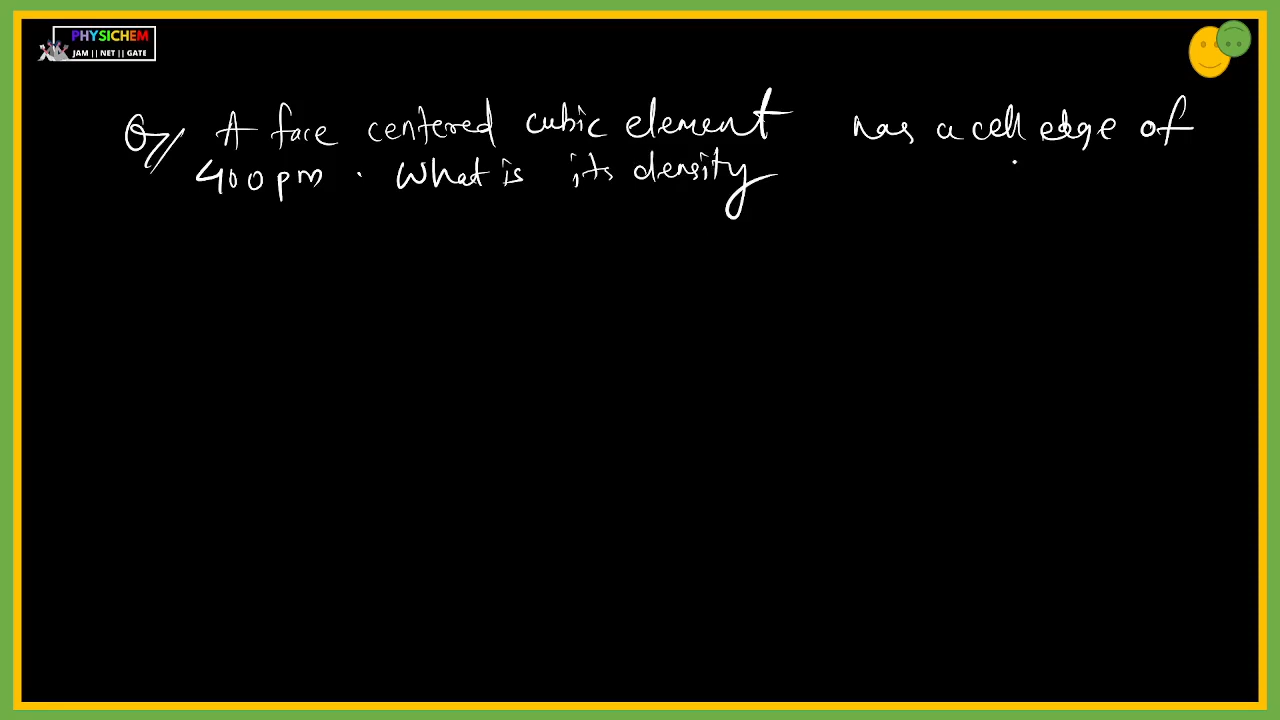 PHYSICHEM
JAM || NET || GATE
Q// A face centered cubic element has a cell edge of
400 pm. What is its density